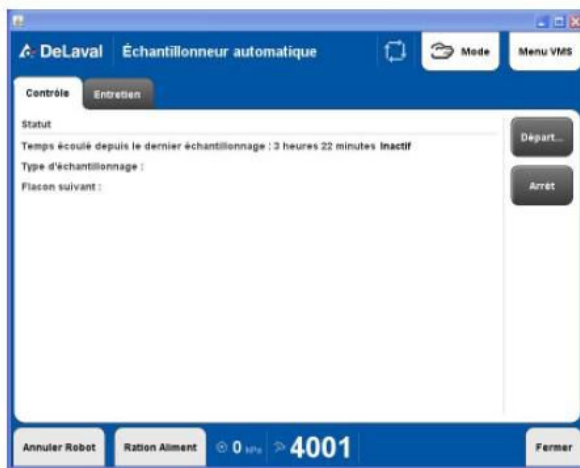 DeLaval Échantillonneur automatique Mode Menu VMS
Contrôle Entretien
Statut
Temps écoulé depuis le dernier échantillonnage : 3 heures 22 minutes Inactif
Type d'échantillonnage :
Flacon suivant :
Départ...
Arrêt
Annuler Robot Ration Aliment 0 kPa 4001 Fermer